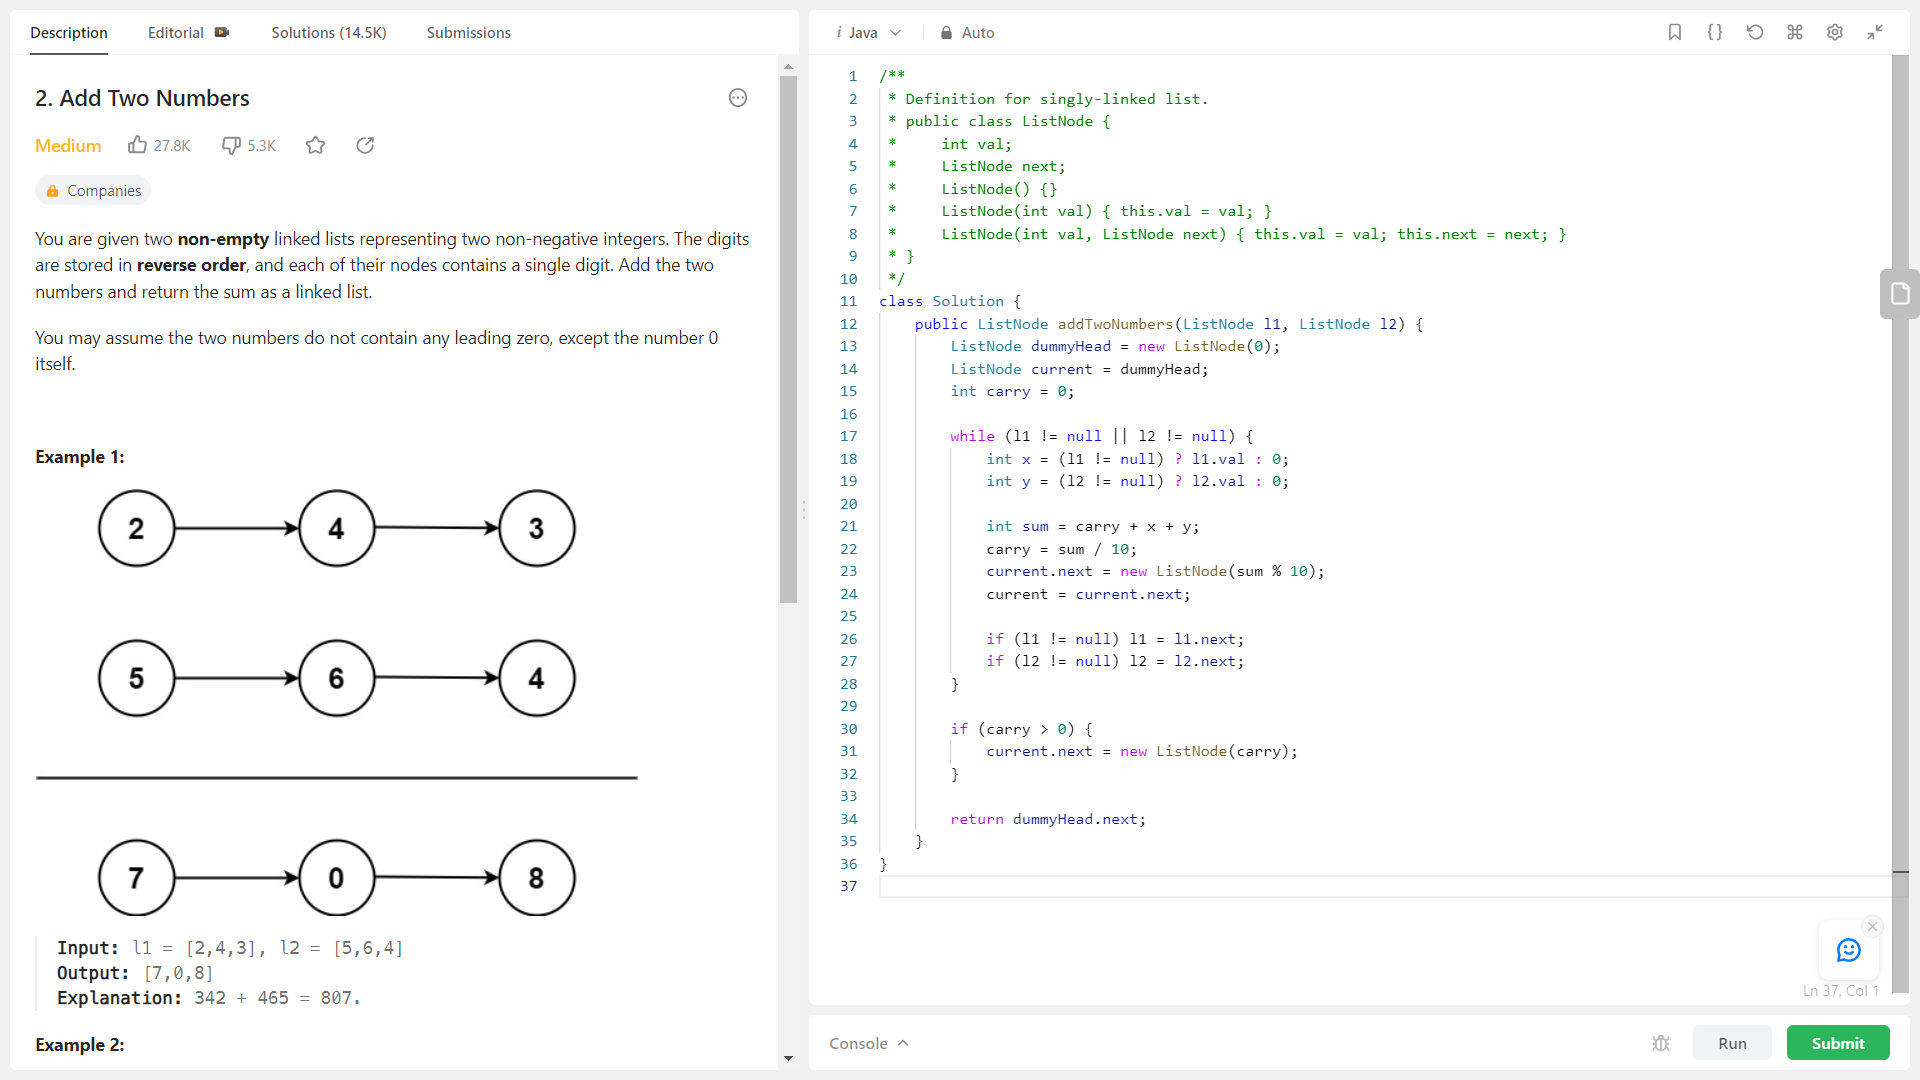 Description
Editorial
Solutions (14.5K)
Submissions
2. Add Two Numbers
Medium
27.8K
5.3K
Companies
You are given two non-empty linked lists representing two non-negative integers. The digits
are stored in reverse order, and each of their nodes contains a single digit. Add the two
numbers and return the sum as a linked list.
You may assume the two numbers do not contain any leading zero, except the number 0
itself.
Example 1:
2 4 3
5 6 4
7 0 8
Input: l1 = [2,4,3], l2 = [5,6,4]
Output: [7,0,8]
Explanation: 342 + 465 = 807.
Example 2:
i Java
Auto
1 /**
2  * Definition for singly-linked list.
3  * public class ListNode {
4  *     int val;
5  *     ListNode next;
6  *     ListNode() {}
7  *     ListNode(int val) { this.val = val; }
8  *     ListNode(int val, ListNode next) { this.val = val; this.next = next; }
9  * }
10  */
11 class Solution {
12     public ListNode addTwoNumbers(ListNode l1, ListNode l2) {
13         ListNode dummyHead = new ListNode(0);
14         ListNode current = dummyHead;
15         int carry = 0;
16
17         while (l1 != null || l2 != null) {
18             int x = (l1 != null) ? l1.val : 0;
19             int y = (l2 != null) ? l2.val : 0;
20
21             int sum = carry + x + y;
22             carry = sum / 10;
23             current.next = new ListNode(sum % 10);
24             current = current.next;
25
26             if (l1 != null) l1 = l1.next;
27             if (l2 != null) l2 = l2.next;
28         }
29
30         if (carry > 0) {
31             current.next = new ListNode(carry);
32         }
33
34         return dummyHead.next;
35     }
36 }
37
Ln 37, Col 1
Console
Run
Submit